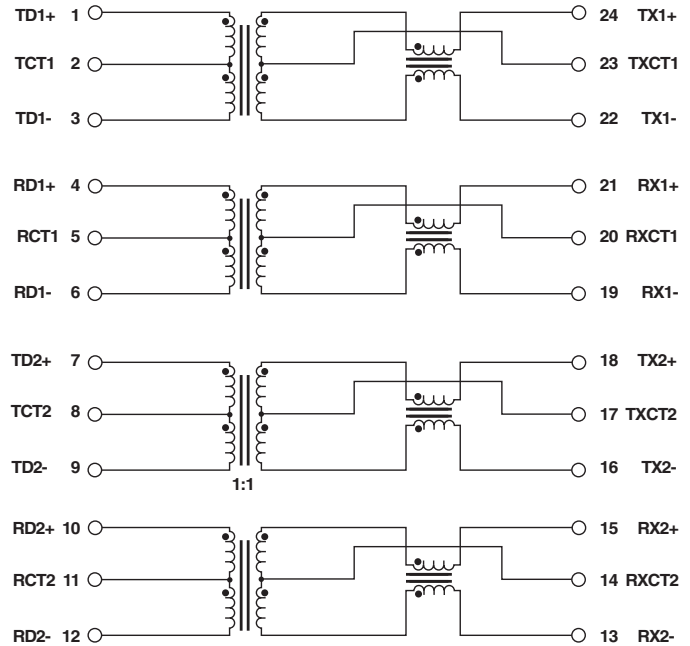 TD1+ 1 24 TX1+
TCT1 2 23 TXCT1
TD1- 3 22 TX1-
RD1+ 4 21 RX1+
RCT1 5 20 RXCT1
RD1- 6 19 RX1-
TD2+ 7 18 TX2+
TCT2 8 17 TXCT2
TD2- 9 16 TX2-
1:1
RD2+ 10 15 RX2+
RCT2 11 14 RXCT2
RD2- 12 13 RX2-